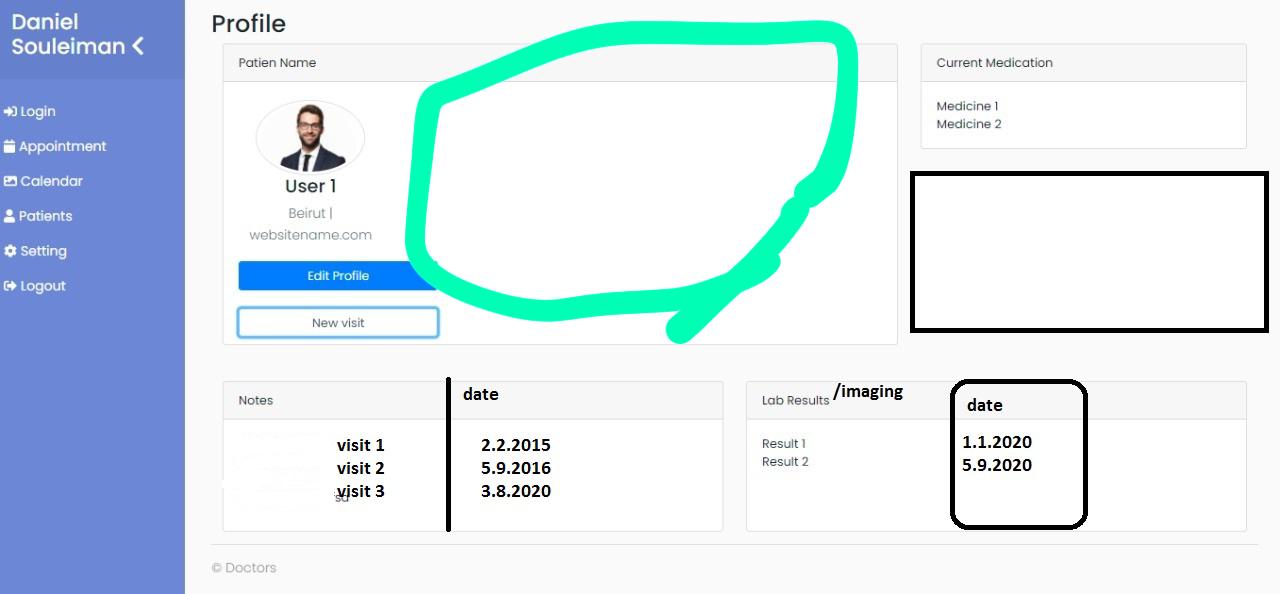 Daniel
Souleiman
Login
Appointment
Calendar
Patients
Setting
Logout
Profile
Patien Name
User 1
Beirut |
websitename.com
Edit Profile
New visit
Current Medication
Medicine 1
Medicine 2
Notes
date
visit 1 2.2.2015
visit 2 5.9.2016
visit 3 3.8.2020
Lab Results /imaging
date
Result 1 1.1.2020
Result 2 5.9.2020
© Doctors